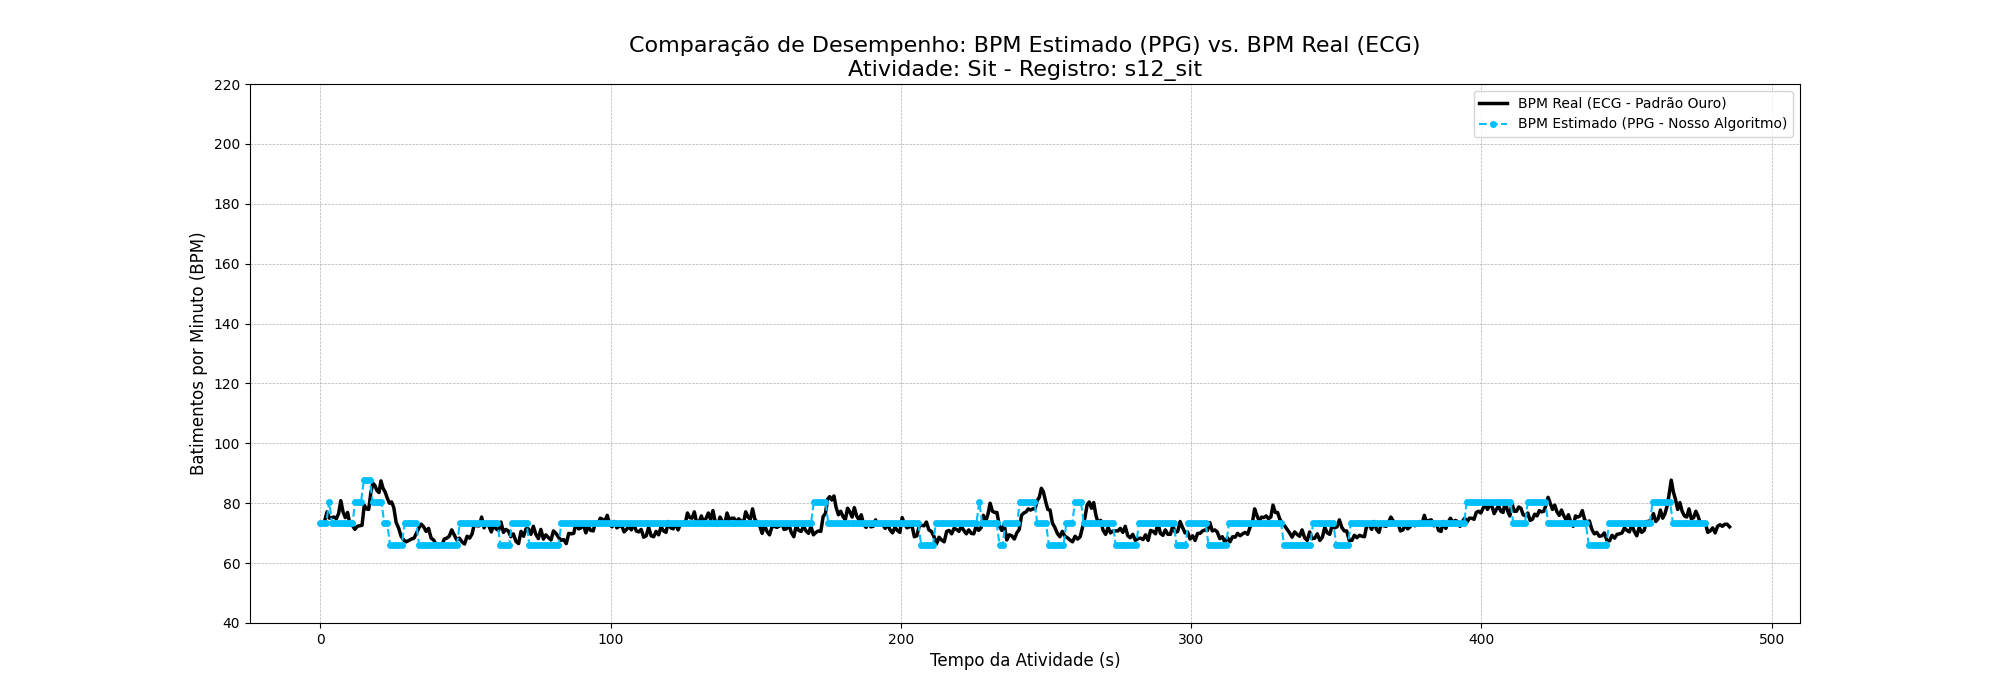 Comparação de Desempenho: BPM Estimado (PPG) vs. BPM Real (ECG)
Atividade: Sit - Registro: s12_sit
BPM Real (ECG - Padrão Ouro)
BPM Estimado (PPG - Nosso Algoritmo)
Batimentos por Minuto (BPM)
220
200
180
160
140
120
100
80
60
40
0 100 200 300 400 500
Tempo da Atividade (s)